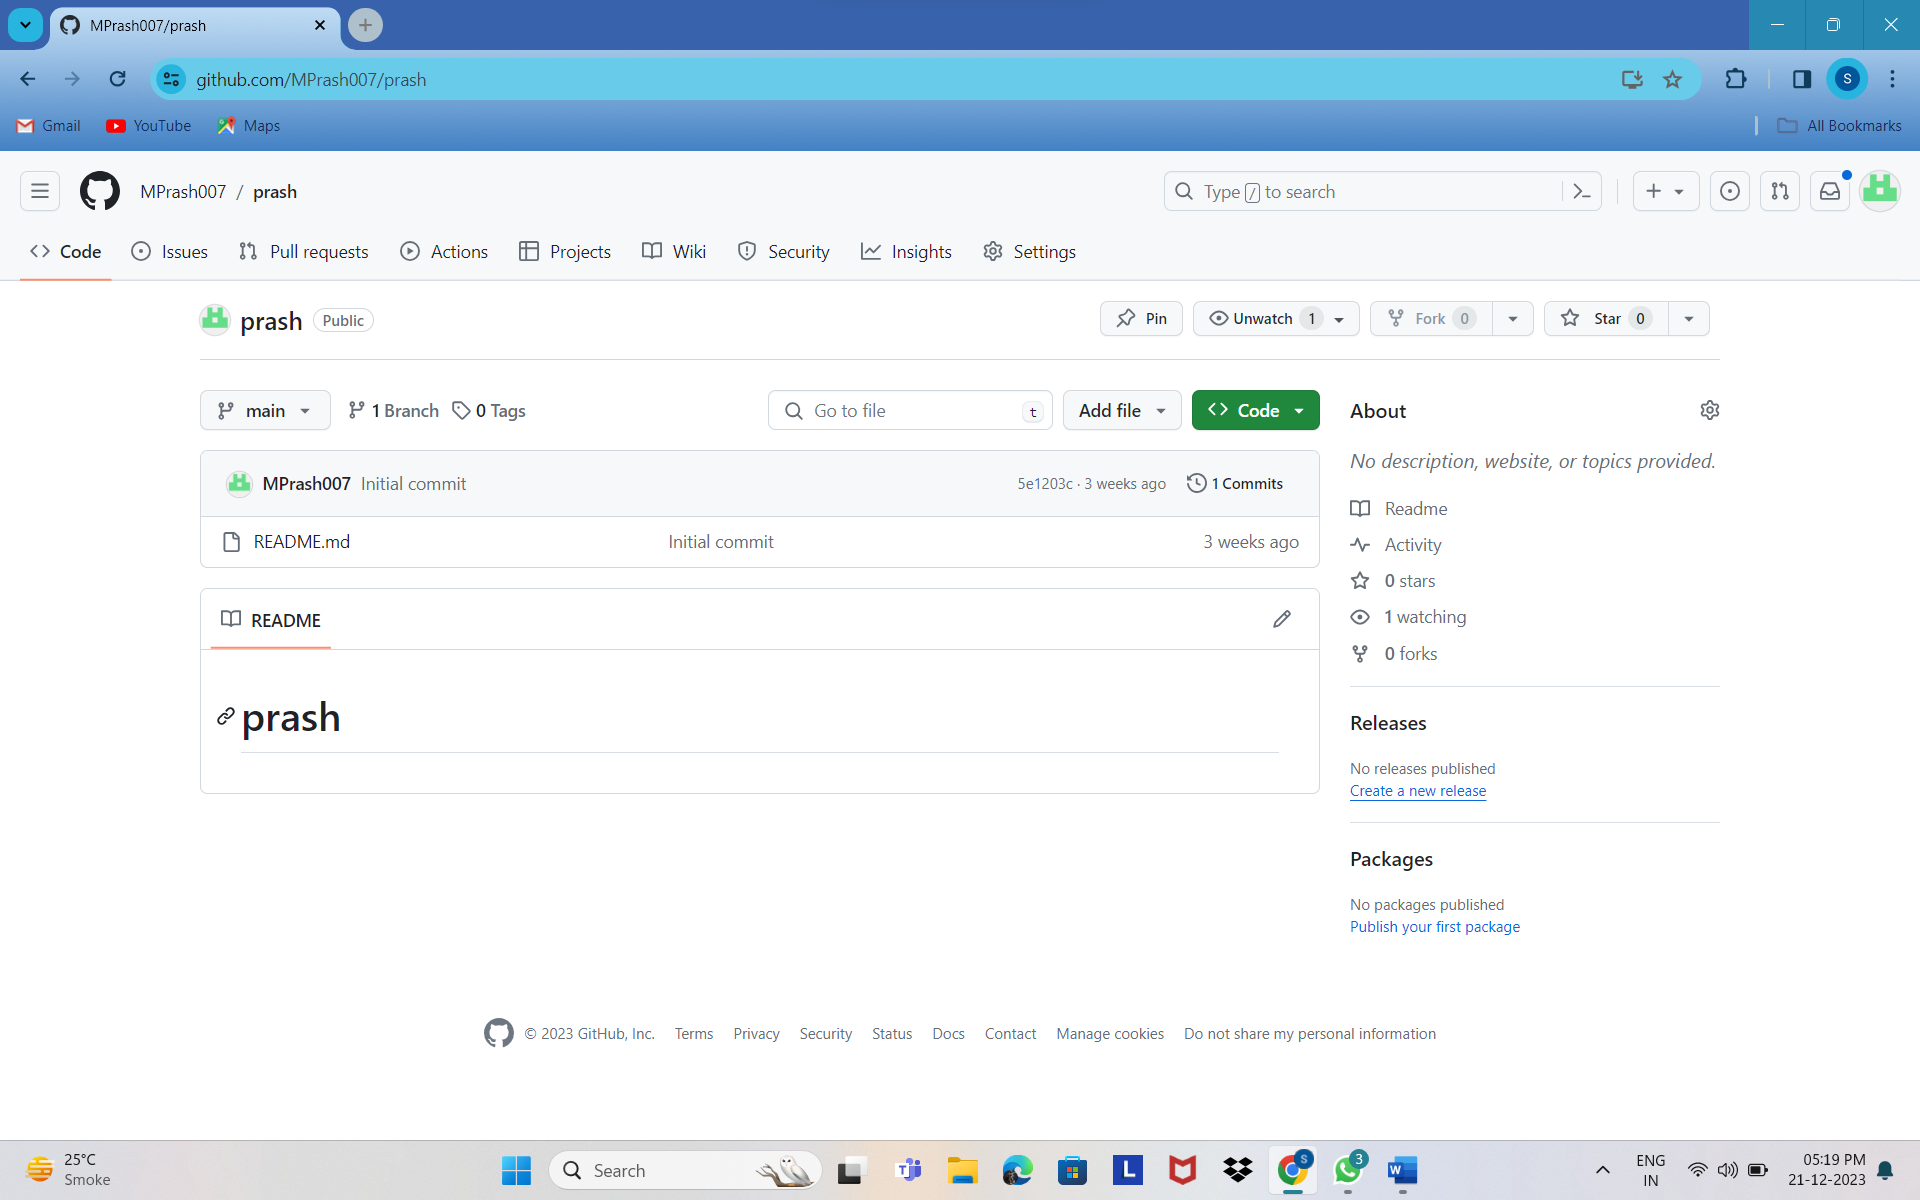 MPrash007/prash
github.com/MPrash007/prash
Gmail YouTube Maps All Bookmarks
MPrash007 / prash Type / to search
Code Issues Pull requests Actions Projects Wiki Security Insights Settings
prash Public Pin Unwatch 1 Fork 0 Star 0
main 1 Branch 0 Tags Go to file t Add file Code
MPrash007 Initial commit 5e1203c · 3 weeks ago 1 Commits
README.md Initial commit 3 weeks ago
README
prash
About
No description, website, or topics provided.
Readme
Activity
0 stars
1 watching
0 forks
Releases
No releases published
Create a new release
Packages
No packages published
Publish your first package
© 2023 GitHub, Inc. Terms Privacy Security Status Docs Contact Manage cookies Do not share my personal information
25°C
Smoke
Search
L
S
3
W
ENG
IN
05:19 PM
21-12-2023